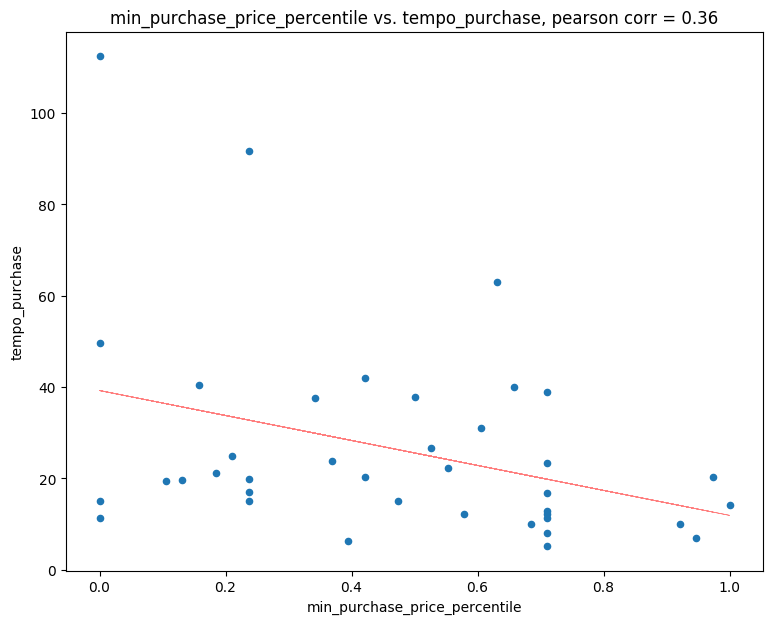 min_purchase_price_percentile vs. tempo_purchase, pearson corr = 0.36
100
80
60
40
20
0
tempo_purchase
0.0 0.2 0.4 0.6 0.8 1.0
min_purchase_price_percentile